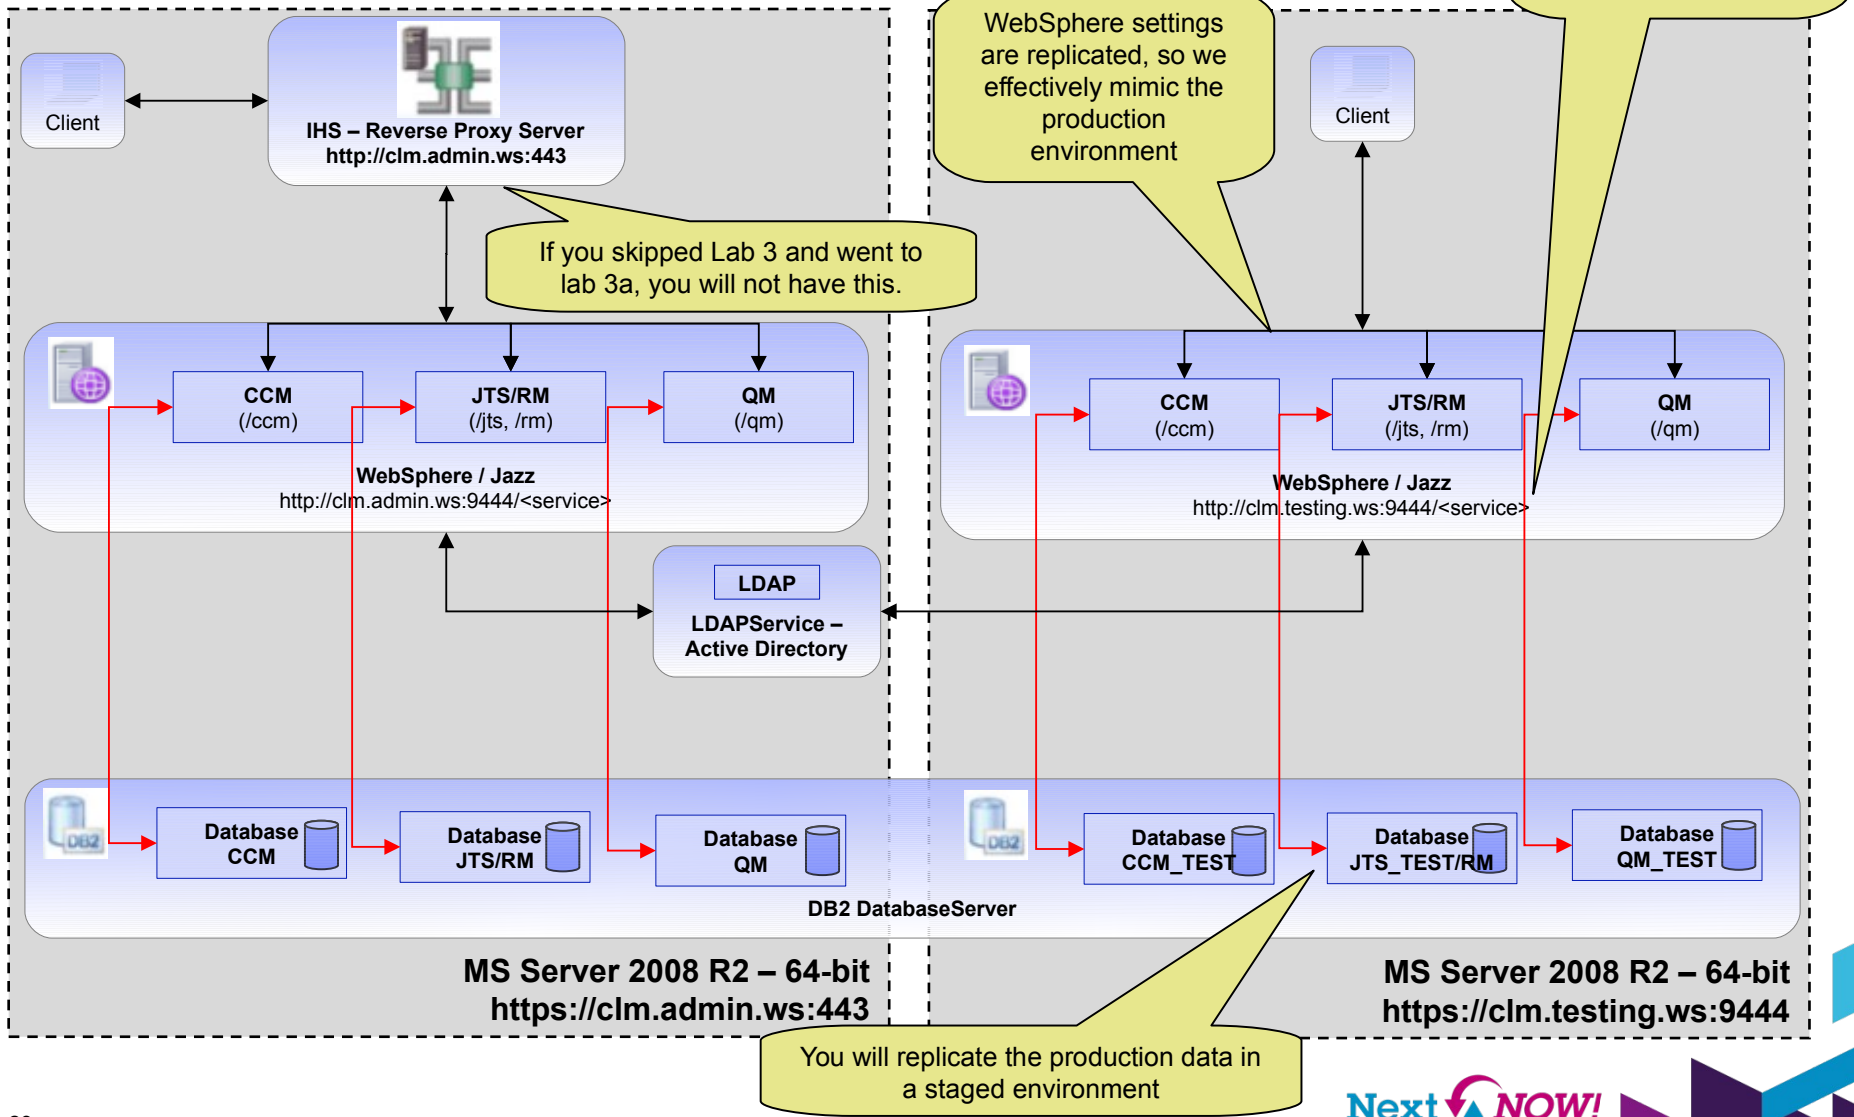 Client
IHS – Reverse Proxy Server
http://clm.admin.ws:443
WebSphere settings
are replicated, so we
effectively mimic the
production
environment
Client
If you skipped Lab 3 and went to
lab 3a, you will not have this.
CCM
(/ccm)
JTS/RM
(/jts, /rm)
QM
(/qm)
WebSphere / Jazz
http://clm.admin.ws:9444/<service>
CCM
(/ccm)
JTS/RM
(/jts, /rm)
QM
(/qm)
WebSphere / Jazz
http://clm.testing.ws:9444/<service>
LDAP
LDAPService –
Active Directory
DB2
Database
CCM
Database
JTS/RM
Database
QM
DB2
Database
CCM_TEST
Database
JTS_TEST/RM
Database
QM_TEST
DB2 DatabaseServer
MS Server 2008 R2 – 64-bit
https://clm.admin.ws:443
MS Server 2008 R2 – 64-bit
https://clm.testing.ws:9444
You will replicate the production data in
a staged environment
Next NOW!